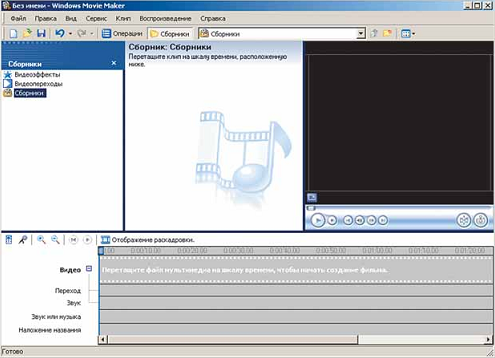 Без имени - Windows Movie Maker
Файл Правка Вид Сервис Клип Воспроизведение Справка
Операции Сборники Сборники
Сборники
Видеоэффекты
Видеопереходы
Сборники
Сборник: Сборники
Перетащите клип на шкалу времени, расположенную
ниже.
Отображение раскадровки.
0:00:10,00 0:00:20,00 0:00:30,00 0:00:40,00 0:00:50,00 0:01:00,00 0:01:10,00 0:01:20,00
Видео
Перетащите файл мультимедиа на шкалу времени, чтобы начать создание фильма.
Переход
Звук
Звук или музыка
Наложение названия
Готово